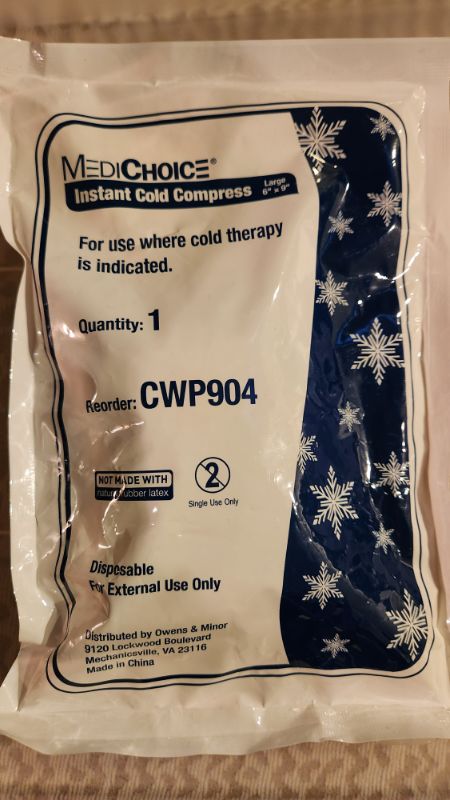 MEDICHOICE®
Instant Cold Compress Large 6" x 9"
For use where cold therapy
is indicated.
Quantity: 1
Reorder: CWP904
NOT MADE WITH
natural rubber latex
2
Single Use Only
Disposable
For External Use Only
Distributed by Owens & Minor
9120 Lockwood Boulevard
Mechanicsville, VA 23116
Made in China